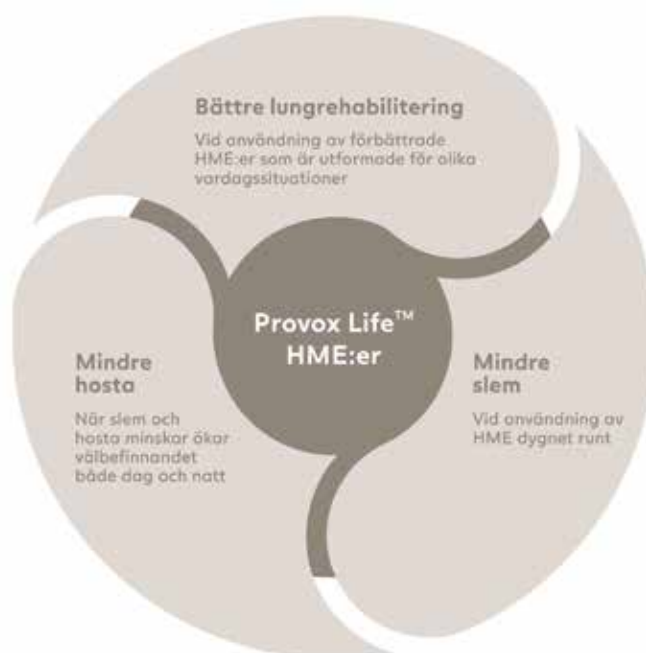 Bättre lungrehabilitering
Vid användning av förbättrade
HME:er som är utformade för olika
vardagssituationer
Provox Life™
HME:er
Mindre
hosta
När slem och
hosta minskar ökar
välbefinnandet
både dag och natt
Mindre
slem
Vid användning av
HME dygnet runt